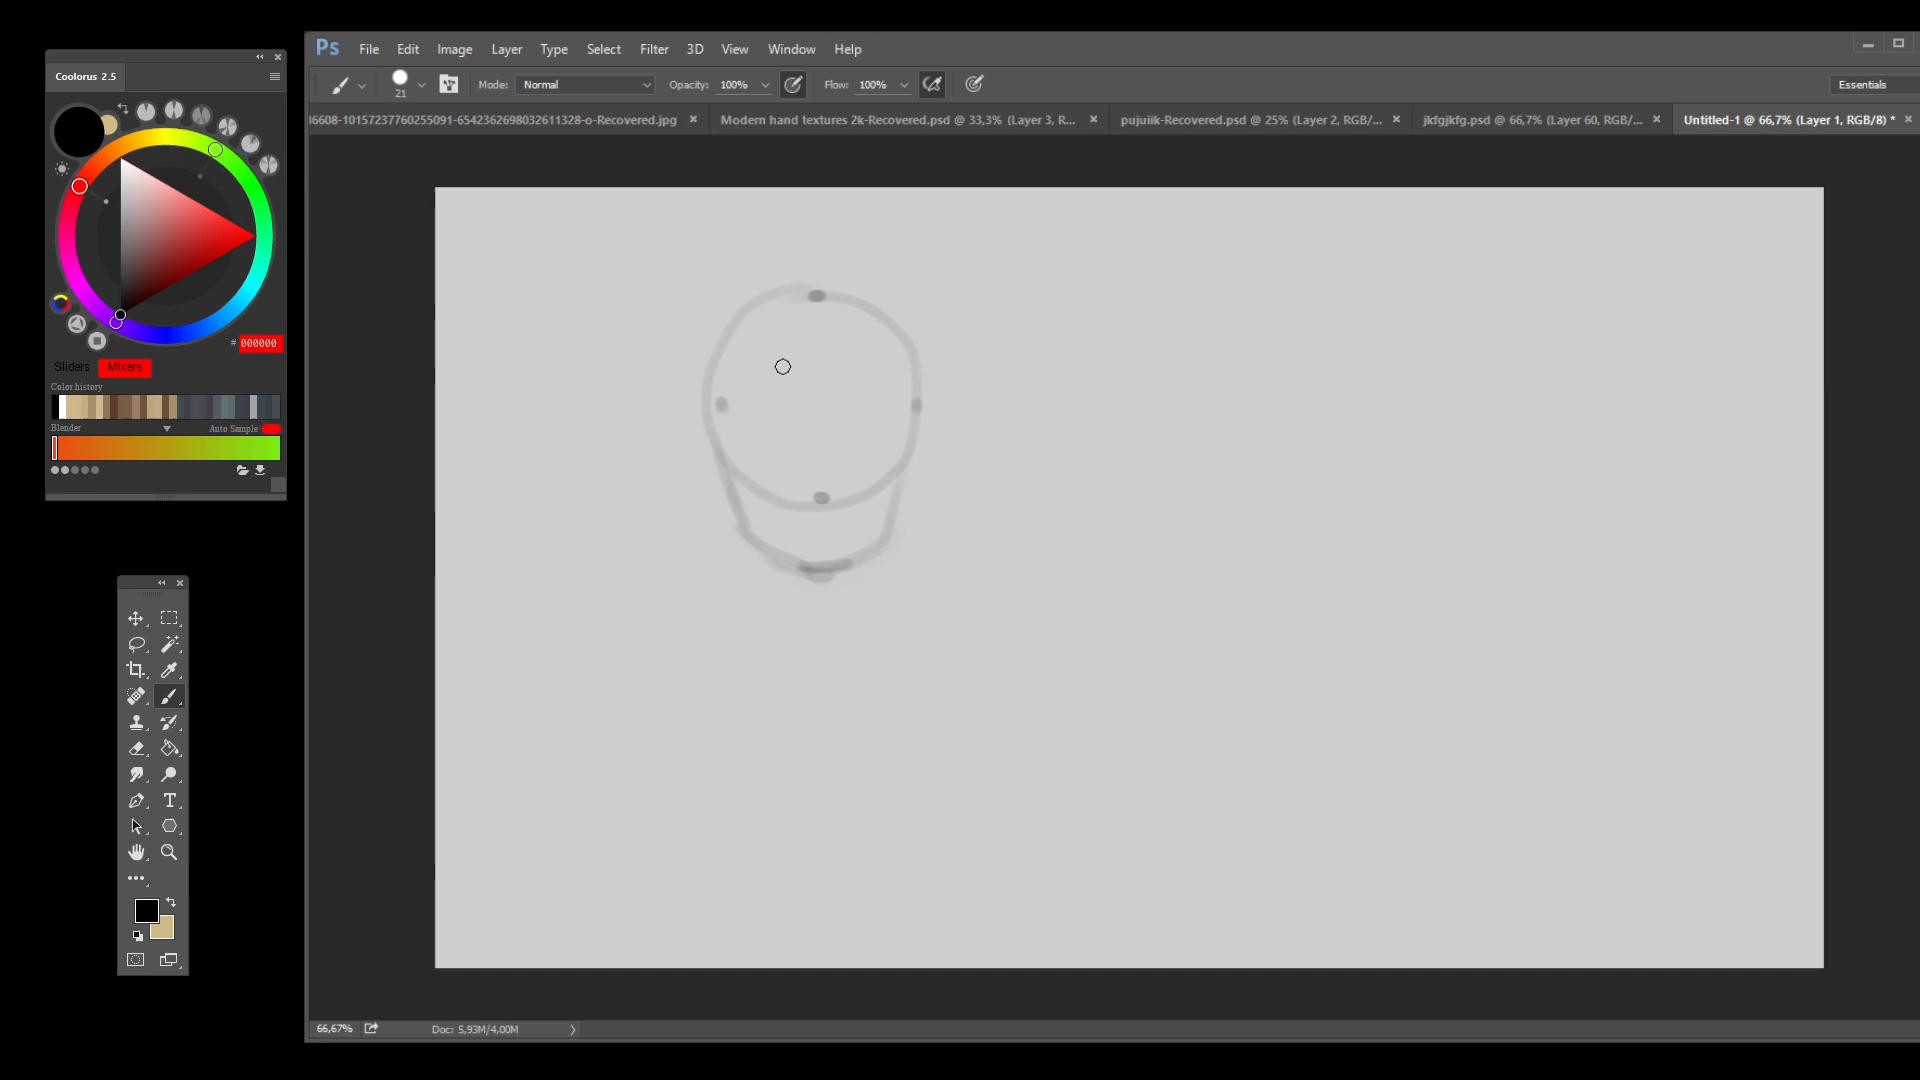 Coolorus 2.5
# 000000
Sliders Mixers
Color history
Blender Auto Sample
Ps File Edit Image Layer Type Select Filter 3D View Window Help
21 Mode: Normal Opacity: 100% Flow: 100% Essentials
6608-10157237760255091-6542362698032611328-o-Recovered.jpg Modern hand textures 2k-Recovered.psd @ 33,3% (Layer 3, R... pujuiik-Recovered.psd @ 25% (Layer 2, RGB/... jkfgjkfg.psd @ 66,7% (Layer 60, RGB/... Untitled-1 @ 66,7% (Layer 1, RGB/8) *
66,67% Doc: 5,93M/4,00M